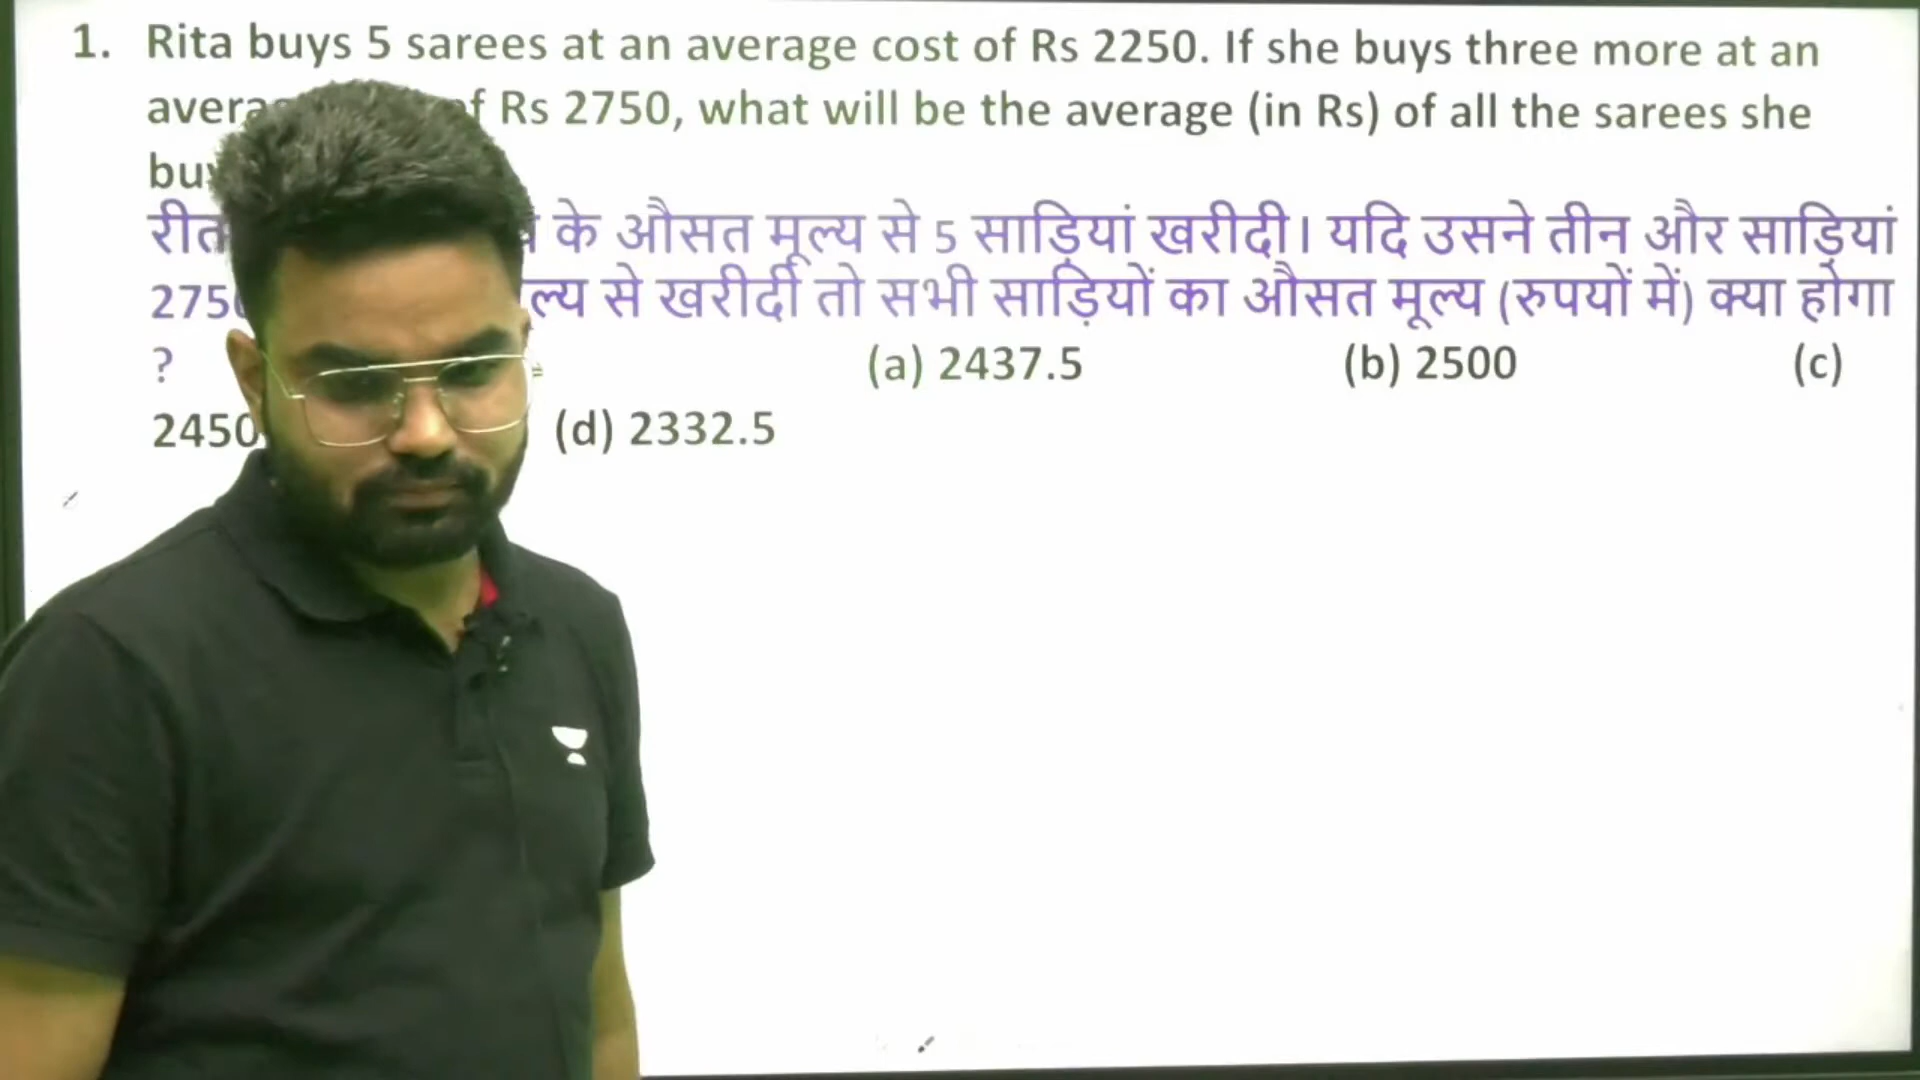 1. Rita buys 5 sarees at an average cost of Rs 2250. If she buys three more at an
Rs 2750, what will be the average (in Rs) of all the sarees she
के औसत मूल्य से 5 साड़ियां खरीदी। यदि उसने तीन और साड़ियां
से खरीदी तो सभी साड़ियों का औसत मूल्य (रुपयों में) क्या होगा
? (a) 2437.5 (b) 2500 (c)
2450 (d) 2332.5